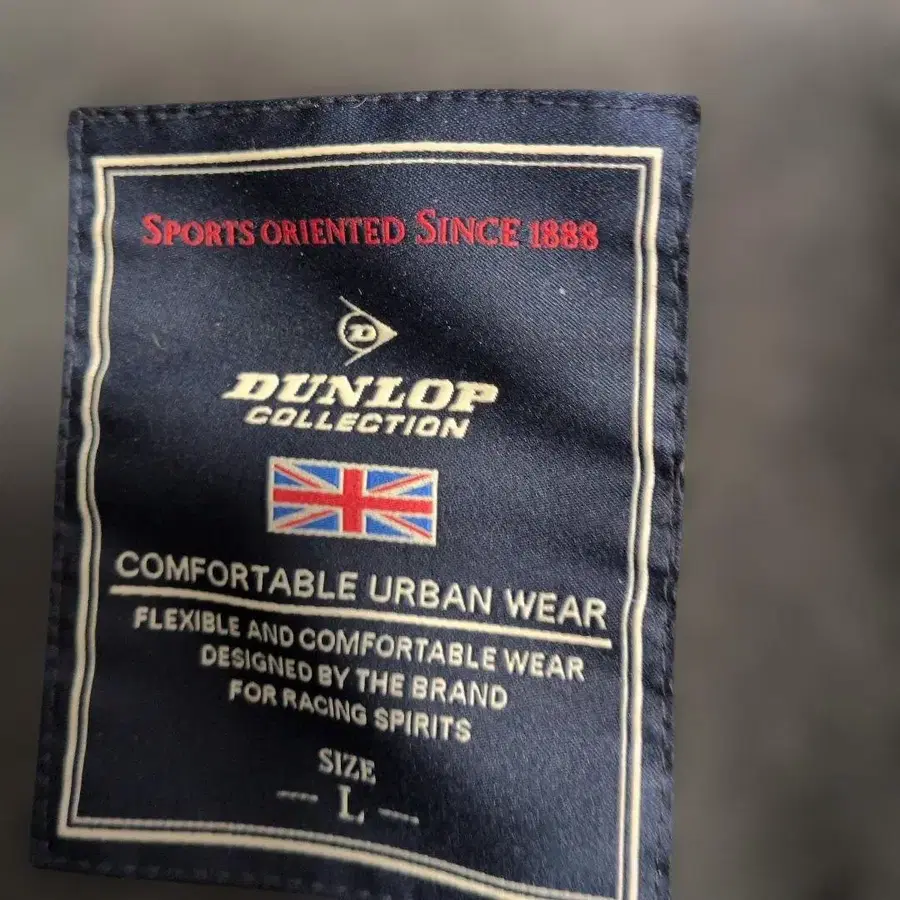 SPORTS ORIENTED SINCE 1888
D
DUNLOP
COLLECTION
COMFORTABLE URBAN WEAR
FLEXIBLE AND COMFORTABLE WEAR
DESIGNED BY THE BRAND
FOR RACING SPIRITS
SIZE
— L —